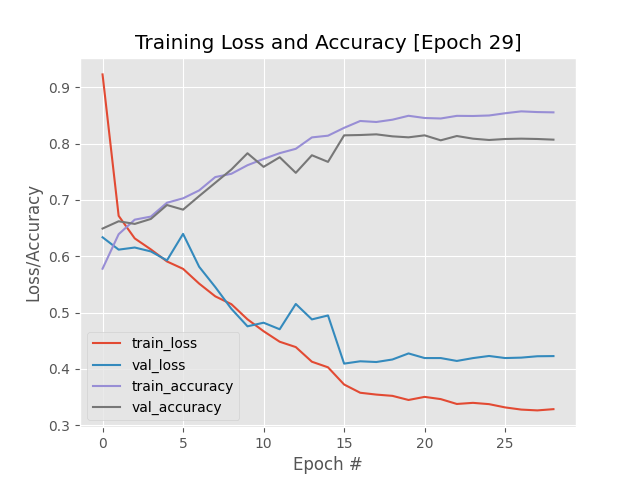 Training Loss and Accuracy [Epoch 29]
Loss/Accuracy
0.9
0.8
0.7
0.6
0.5
0.4
0.3
train_loss
val_loss
train_accuracy
val_accuracy
0 5 10 15 20 25
Epoch #